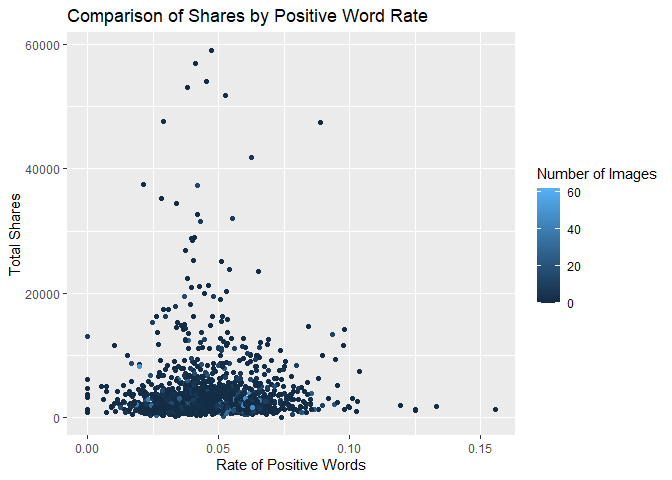 Comparison of Shares by Positive Word Rate
60000
40000
20000
0
Total Shares
0.00 0.05 0.10 0.15
Rate of Positive Words
Number of Images
60
40
20
0